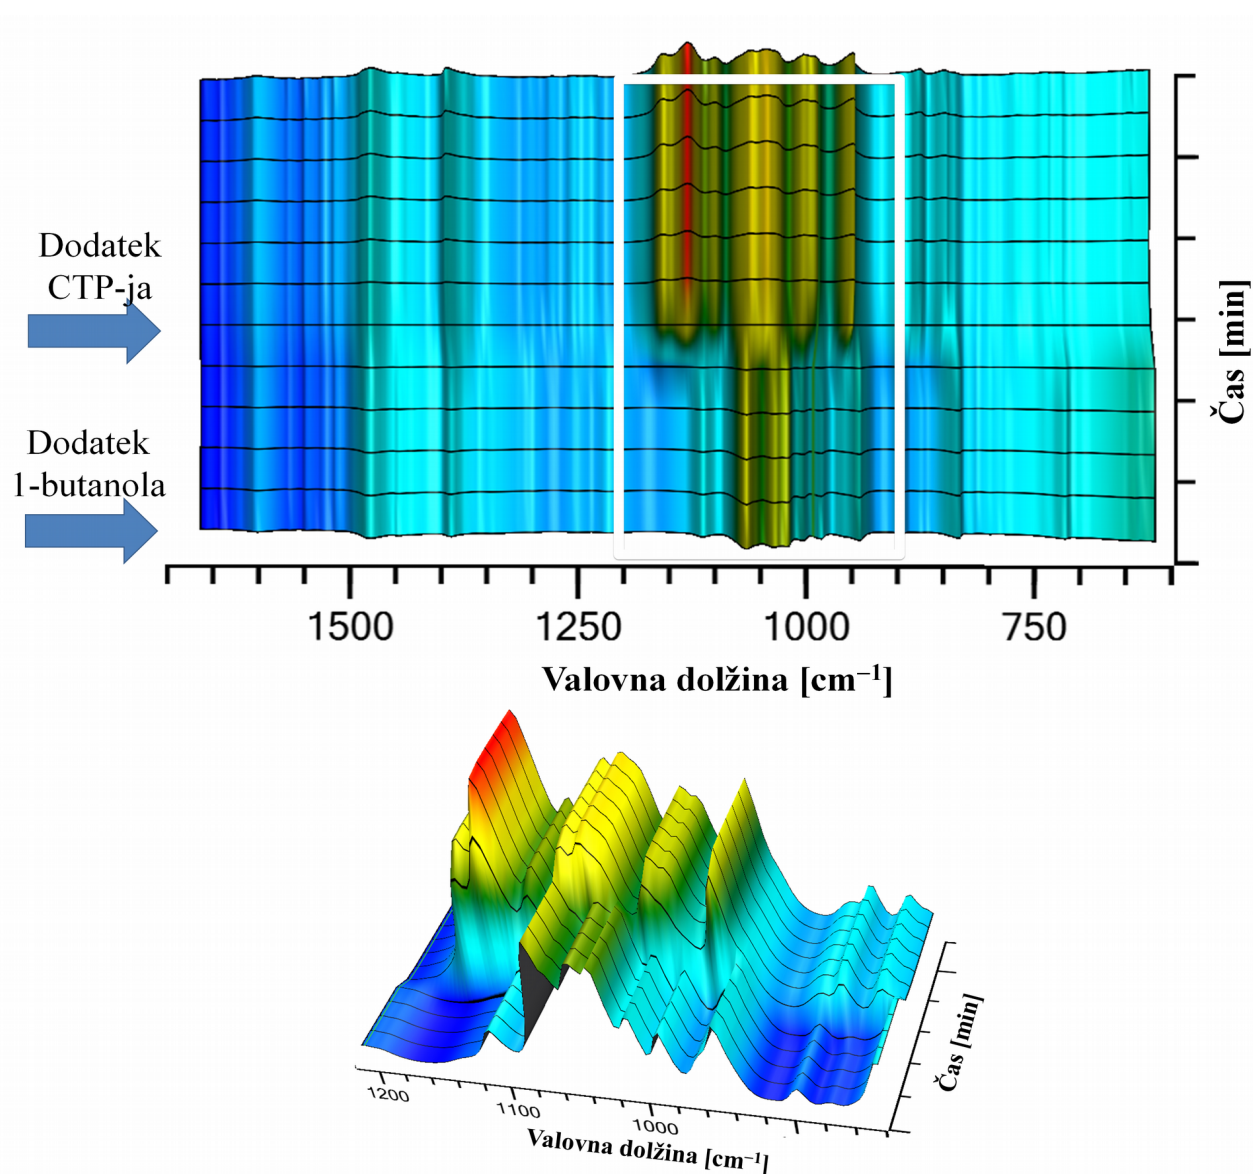 Dodatek
CTP-ja
Dodatek
1-butanola
Čas [min]
1500 1250 1000 750
Valovna dolžina [cm⁻¹]
Čas [min]
1200 1100 1000
Valovna dolžina [cm⁻¹]